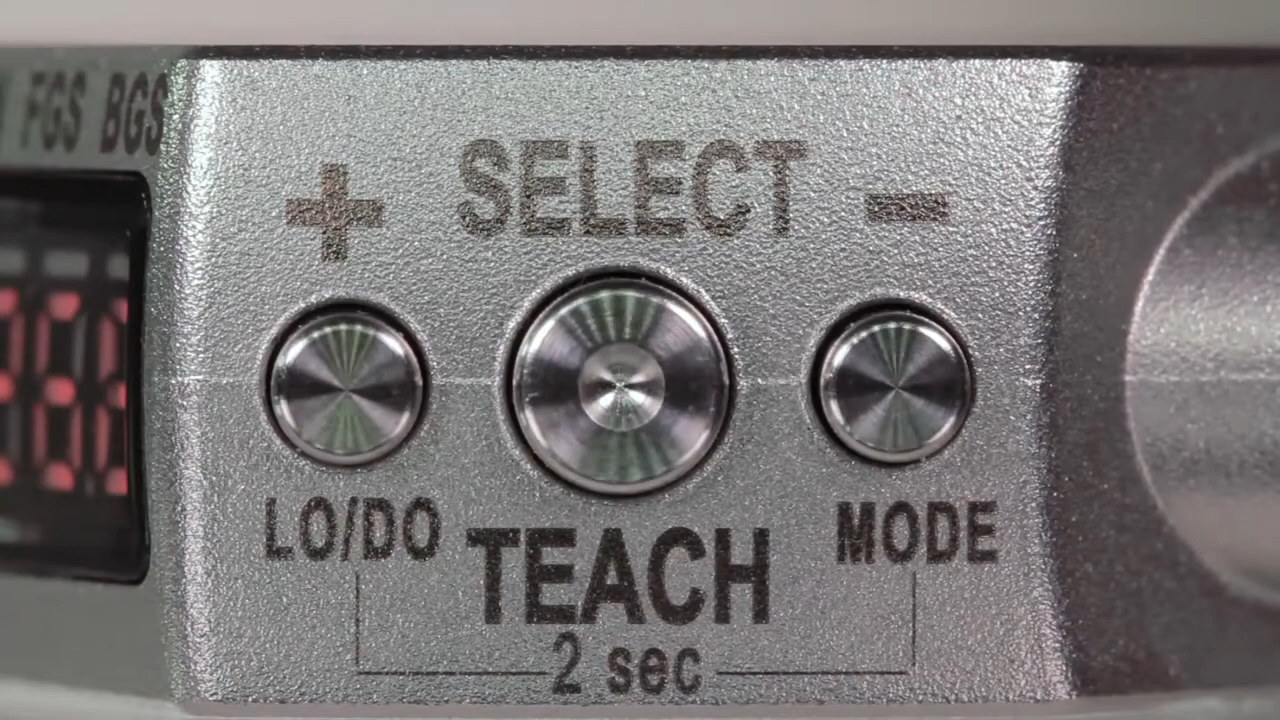 FGS BGS
+ SELECT –
LO/DO TEACH MODE
2 sec